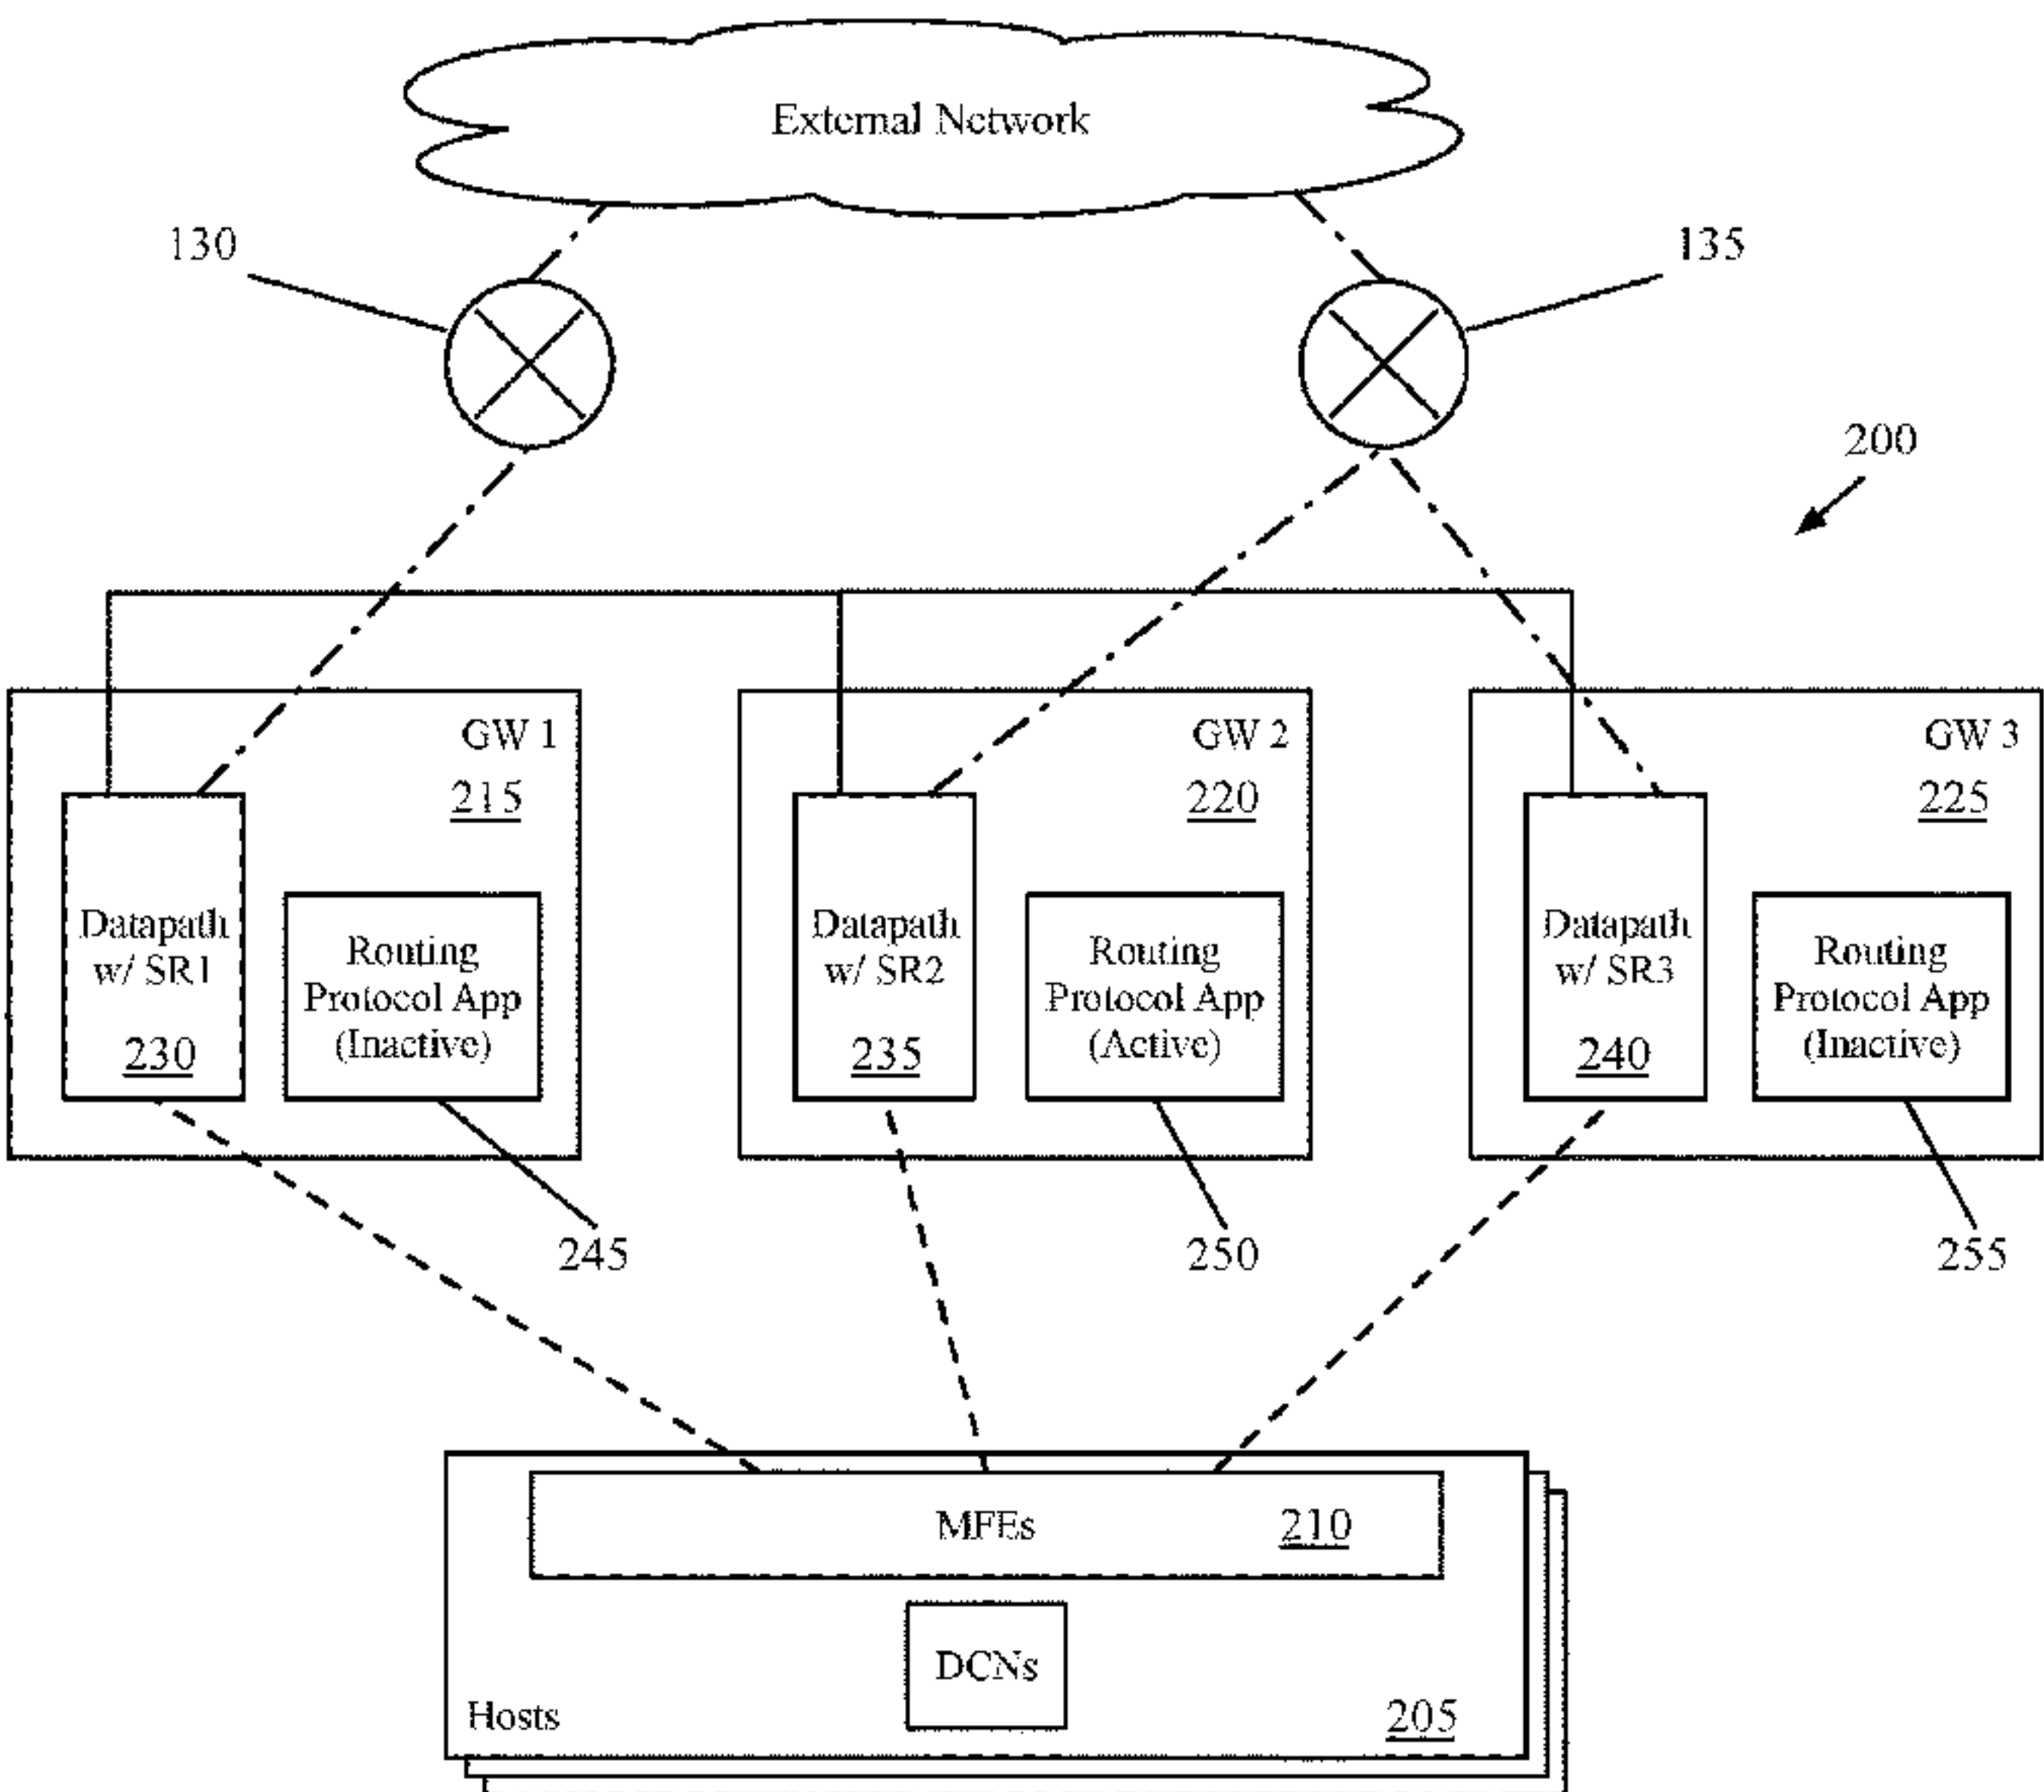 External Network
130
135
200
GW 1
215
GW 2
220
GW 3
225
Datapath
w/ SR1
230
Routing
Protocol App
(Inactive)
Datapath
w/ SR2
235
Routing
Protocol App
(Active)
Datapath
w/ SR3
240
Routing
Protocol App
(Inactive)
245
250
255
MFEs
210
DCNs
Hosts
205